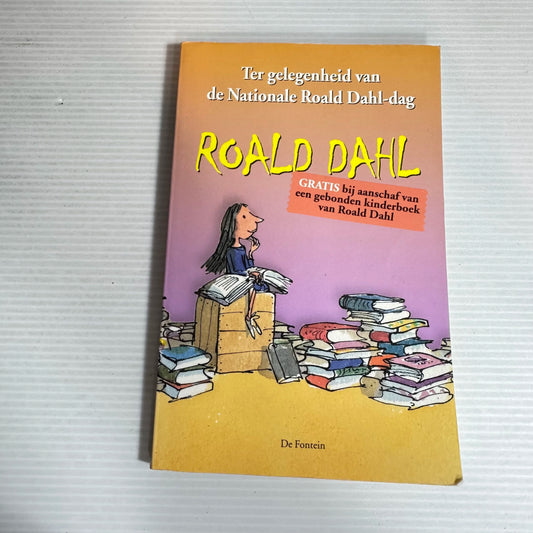 Ter gelegenheid van
de Nationale Roald Dahl-dag
ROALD DAHL
GRATIS bij aanschaf van
een gebonden kinderboek
van Roald Dahl
De Fontein